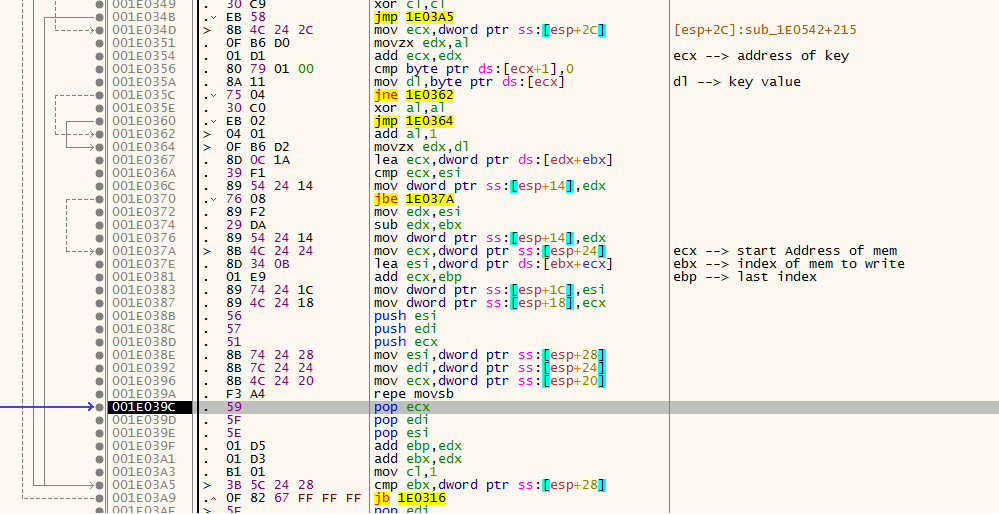 001E0349 . 30 C9 xor cl,cl
001E034B . EB 58 jmp 1E03A5
001E034D > 8B 4C 24 2C mov ecx,dword ptr ss:[esp+2C] [esp+2C]:sub_1E0542+215
001E0351 . 0F B6 D0 movzx edx,al
001E0354 . 01 D1 add ecx,edx ecx --> address of key
001E0356 . 80 79 01 00 cmp byte ptr ds:[ecx+1],0
001E035A . 8A 11 mov dl,byte ptr ds:[ecx] dl --> key value
001E035C . 75 04 jne 1E0362
001E035E . 30 C0 xor al,al
001E0360 . EB 02 jmp 1E0364
001E0362 > 04 01 add al,1
001E0364 > 0F B6 D2 movzx edx,dl
001E0367 . 8D 0C 1A lea ecx,dword ptr ds:[edx+ebx]
001E036A . 39 F1 cmp ecx,esi
001E036C . 89 54 24 14 mov dword ptr ss:[esp+14],edx
001E0370 . 76 08 jbe 1E037A
001E0372 . 89 F2 mov edx,esi
001E0374 . 29 DA sub edx,ebx
001E0376 . 89 54 24 14 mov dword ptr ss:[esp+14],edx
001E037A > 8B 4C 24 24 mov ecx,dword ptr ss:[esp+24] ecx --> start Address of mem
001E037E . 8D 34 0B lea esi,dword ptr ds:[ebx+ecx] ebx --> index of mem to write
001E0381 . 01 E9 add ecx,ebp ebp --> last index
001E0383 . 89 74 24 1C mov dword ptr ss:[esp+1C],esi
001E0387 . 89 4C 24 18 mov dword ptr ss:[esp+18],ecx
001E038B . 56 push esi
001E038C . 57 push edi
001E038D . 51 push ecx
001E038E . 8B 74 24 28 mov esi,dword ptr ss:[esp+28]
001E0392 . 8B 7C 24 24 mov edi,dword ptr ss:[esp+24]
001E0396 . 8B 4C 24 20 mov ecx,dword ptr ss:[esp+20]
001E039A . F3 A4 repe movsb
001E039C . 59 pop ecx
001E039D . 5F pop edi
001E039E . 5E pop esi
001E039F . 01 D5 add ebp,edx
001E03A1 . 01 D3 add ebx,edx
001E03A3 . B1 01 mov cl,1
001E03A5 > 3B 5C 24 28 cmp ebx,dword ptr ss:[esp+28]
001E03A9 . 0F 82 67 FF FF FF jb 1E0316
001E03AF > 5F pop edi